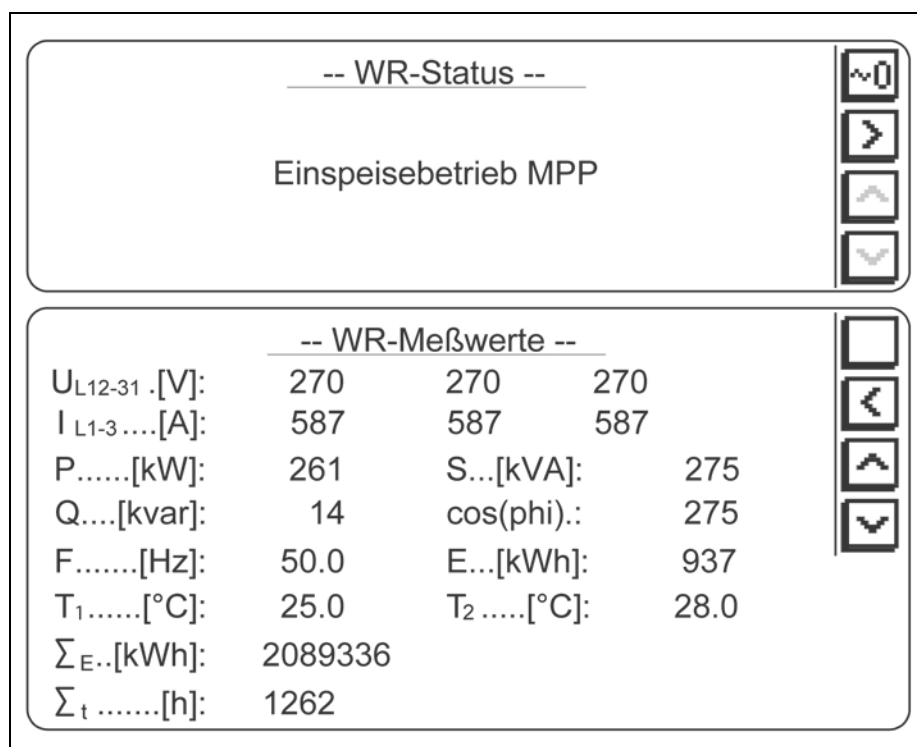 -- WR-Status --
~0
>
Einspeisebetrieb MPP
-- WR-Meßwerte --
<
UL12-31 .[V]: 270 270 270
I L1-3 ....[A]: 587 587 587
P......[kW]: 261 S...[kVA]: 275
Q....[kvar]: 14 cos(phi).: 275
F.......[Hz]: 50.0 E...[kWh]: 937
T1......[°C]: 25.0 T2 .....[°C]: 28.0
∑E..[kWh]: 2089336
∑t .......[h]: 1262